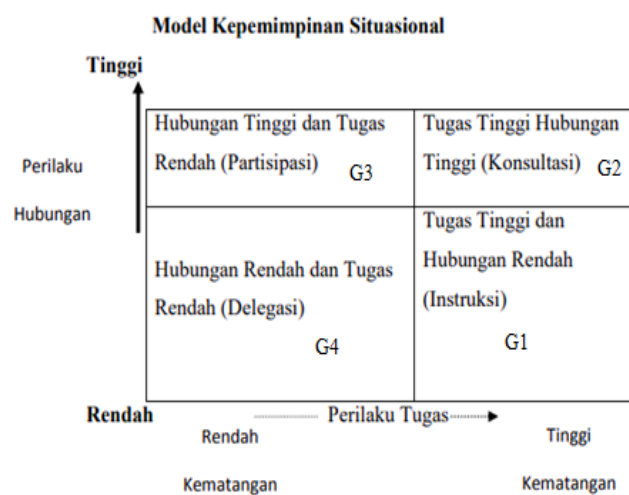 Model Kepemimpinan Situasional
Tinggi
Perilaku
Hubungan
Hubungan Tinggi dan Tugas
Rendah (Partisipasi)
G3
Tugas Tinggi Hubungan
Tinggi (Konsultasi)
G2
Hubungan Rendah dan Tugas
Rendah (Delegasi)
G4
Tugas Tinggi dan
Hubungan Rendah
(Instruksi)
G1
Rendah
Perilaku Tugas
Rendah
Kematangan
Tinggi
Kematangan